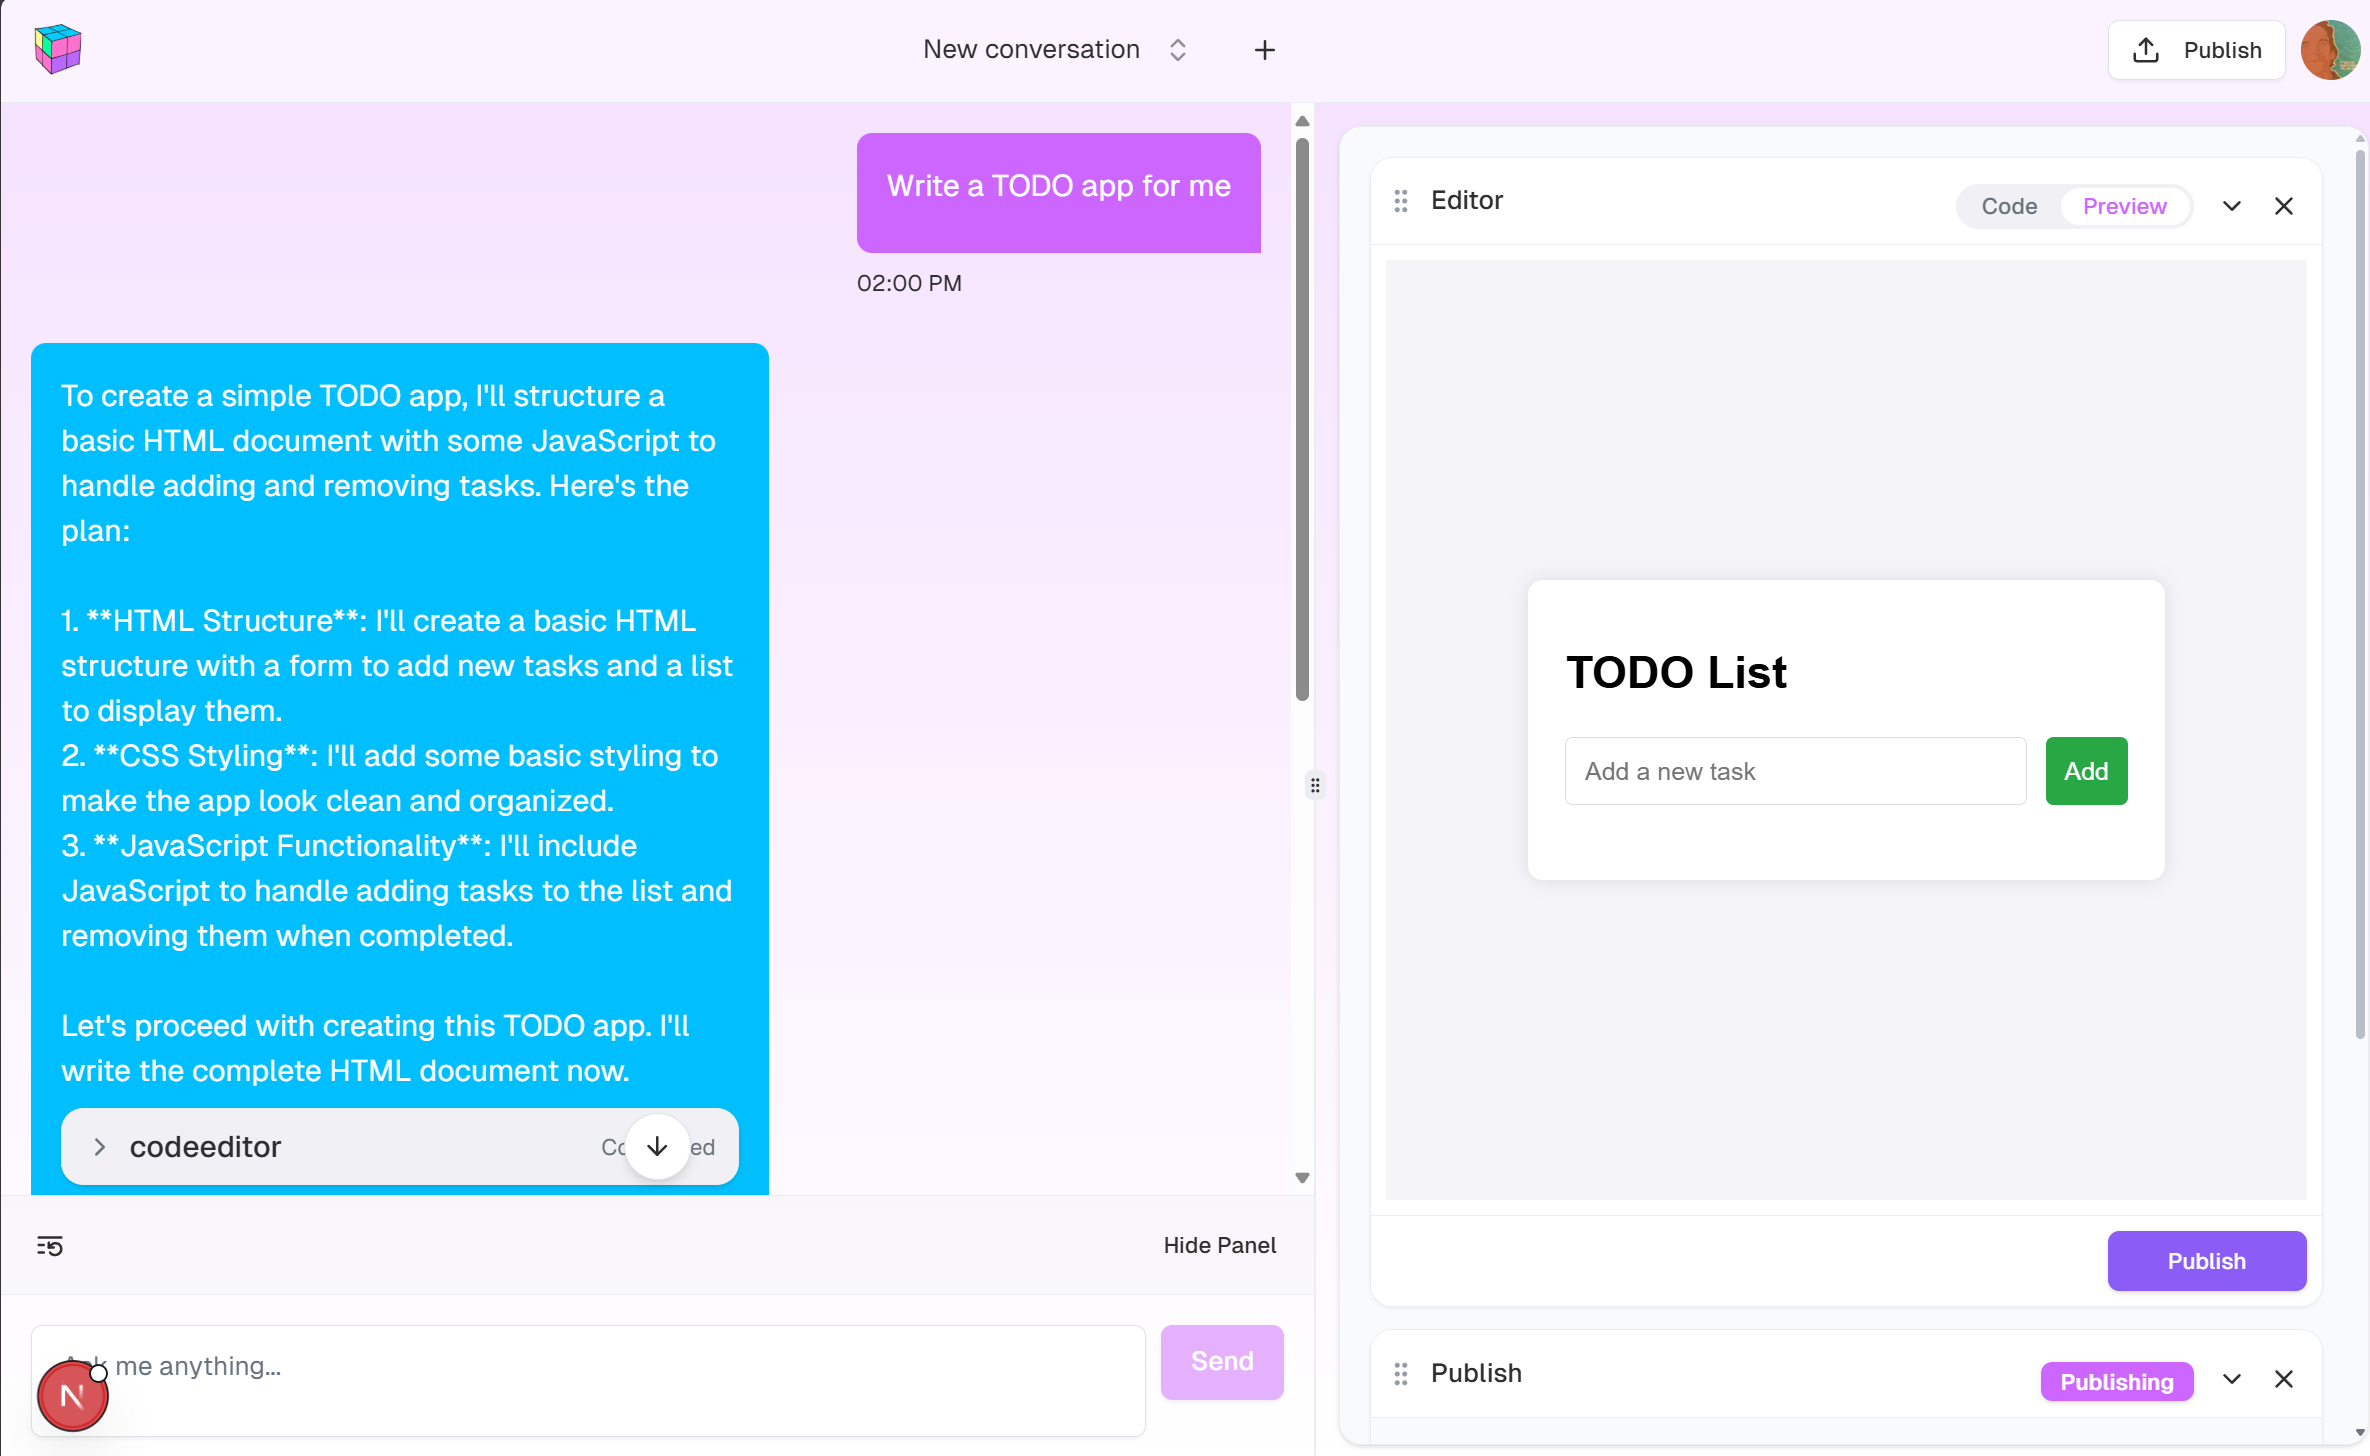 New conversation
Publish
Write a TODO app for me
02:00 PM
To create a simple TODO app, I'll structure a
basic HTML document with some JavaScript to
handle adding and removing tasks. Here's the
plan:
1. **HTML Structure**: I'll create a basic HTML
structure with a form to add new tasks and a list
to display them.
2. **CSS Styling**: I'll add some basic styling to
make the app look clean and organized.
3. **JavaScript Functionality**: I'll include
JavaScript to handle adding tasks to the list and
removing them when completed.
Let's proceed with creating this TODO app. I'll
write the complete HTML document now.
codeeditor
Hide Panel
me anything...
N
Send
Editor
Code
Preview
TODO List
Add a new task
Add
Publish
Publish
Publishing